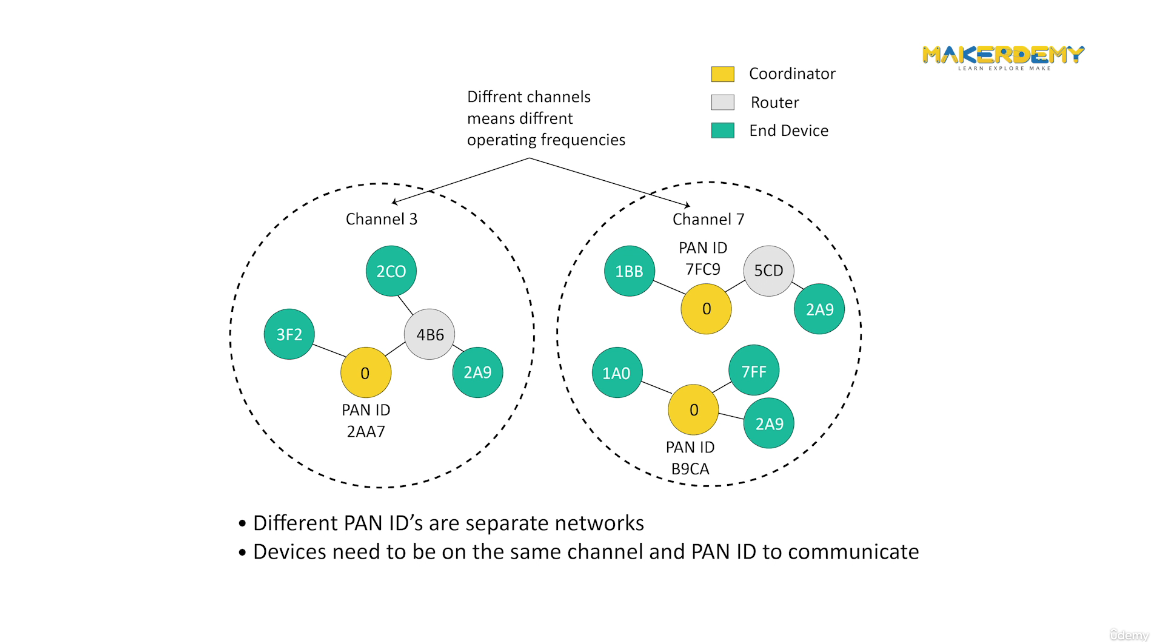 MAKERDEMY
LEARN EXPLORE MAKE
Coordinator
Router
End Device
Diffrent channels
means diffrent
operating frequencies
Channel 3
2CO
3F2
4B6
0
2A9
PAN ID
2AA7
Channel 7
PAN ID
7FC9
1BB
5CD
0
2A9
1A0
7FF
0
2A9
PAN ID
B9CA
• Different PAN ID’s are separate networks
• Devices need to be on the same channel and PAN ID to communicate
ûdemy